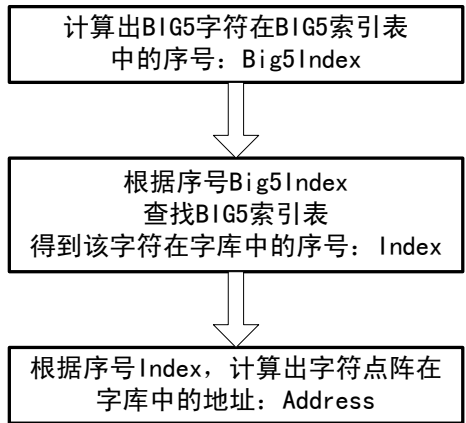 计算出BIG5字符在BIG5索引表
中的序号：Big5Index
根据序号Big5Index
查找BIG5索引表
得到该字符在字库中的序号：Index
根据序号Index，计算出字符点阵在
字库中的地址：Address